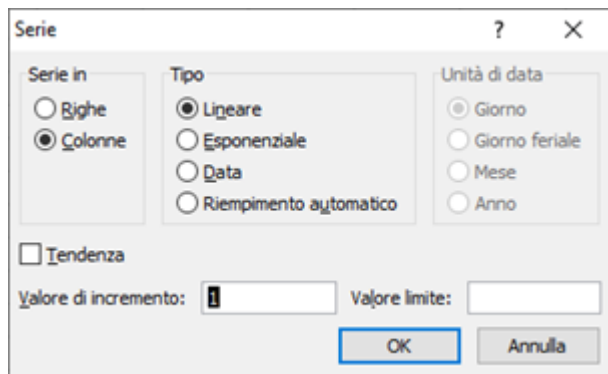 Serie ? X
Serie in Tipo Unità di data
Righe Lineare Giorno
Colonne Esponenziale Giorno feriale
Data Mese
Riempimento automatico Anno
Tendenza
Valore di incremento: 1 Valore limite:
OK Annulla